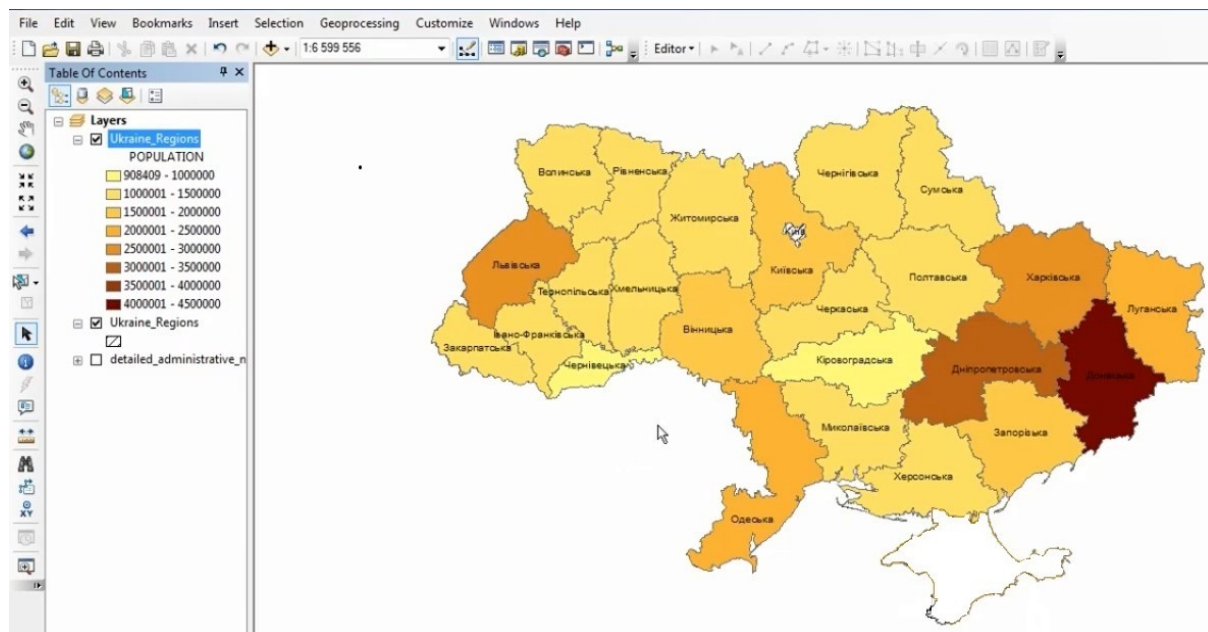 File Edit View Bookmarks Insert Selection Geoprocessing Customize Windows Help
1:6 599 556
Editor
Table Of Contents
Layers
Ukraine_Regions
POPULATION
908409 - 1000000
1000001 - 1500000
1500001 - 2000000
2000001 - 2500000
2500001 - 3000000
3000001 - 3500000
3500001 - 4000000
4000001 - 4500000
Ukraine_Regions
detailed_administrative_n
Волинська
Рівненська
Чернігівська
Сумська
Житомирська
Київ
Львівська
Київська
Полтавська
Харківська
Тернопільська
Хмельницька
Черкаська
Луганська
Вінницька
Івано-Франківська
Закарпатська
Чернівецька
Кіровоградська
Дніпропетровська
Донецька
Миколаївська
Запорізька
Херсонська
Одеська
XY